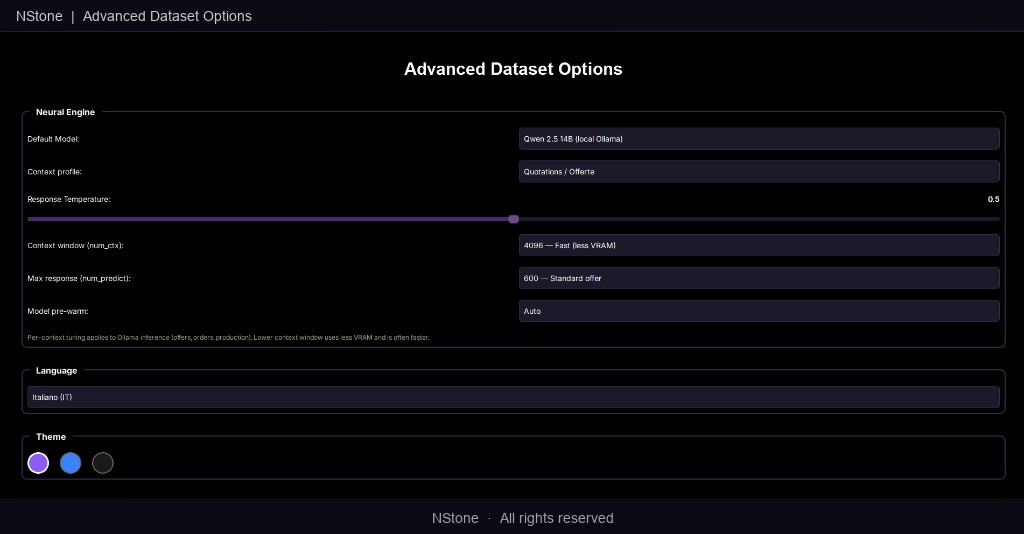 NStone | Advanced Dataset Options
Advanced Dataset Options
Neural Engine
Default Model: Qwen 2.5 14B (local Ollama)
Context profile: Quotations / Offerte
Response Temperature: 0.5
Context window (num_ctx): 4096 — Fast (less VRAM)
Max response (num_predict): 600 — Standard offer
Model pre-warm: Auto
Per-context tuning applies to Ollama inference (offers, orders, production). Lower context window uses less VRAM and is often faster.
Language
Italiano (IT)
Theme
NStone · All rights reserved